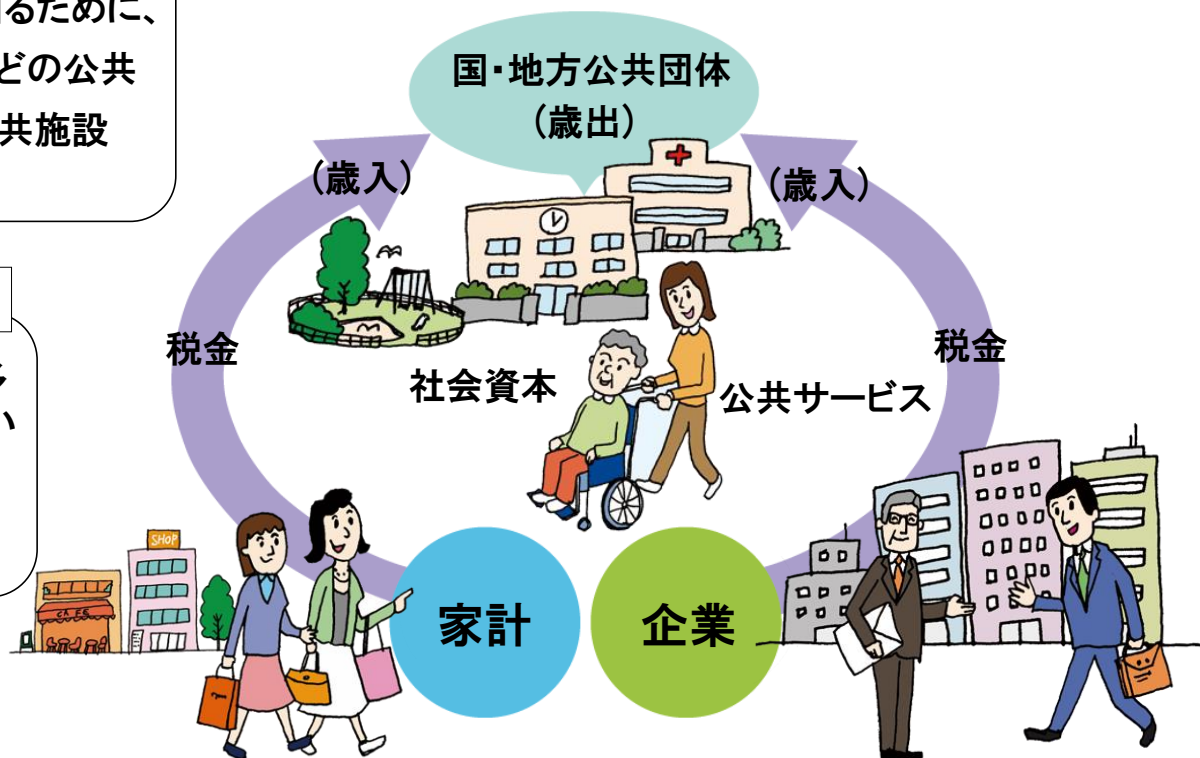 るために、
どの公共
共施設
国・地方公共団体
(歳出)
(歳入)
(歳入)
税金
税金
社会資本
公共サービス
SHOP
CAFE
家計
企業